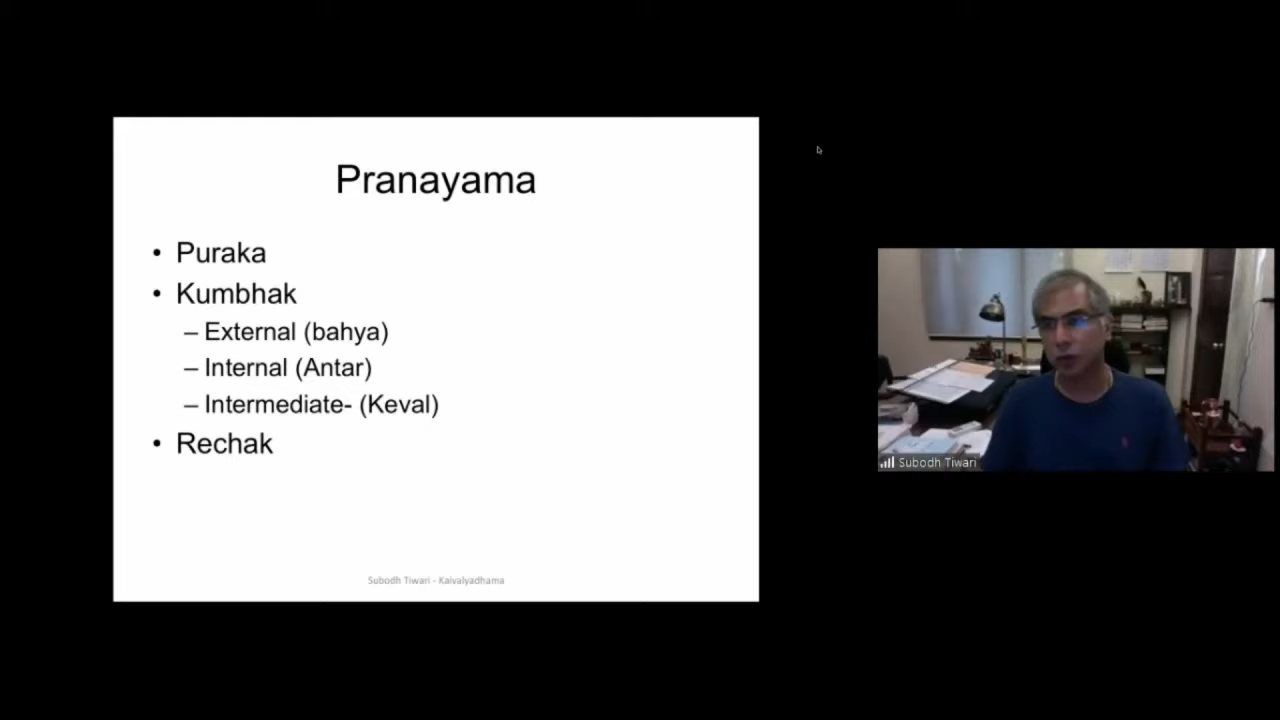 Pranayama
• Puraka
• Kumbhak
– External (bahya)
– Internal (Antar)
– Intermediate- (Keval)
• Rechak
Subodh Tiwari - Kaivalyadhama
Subodh Tiwari